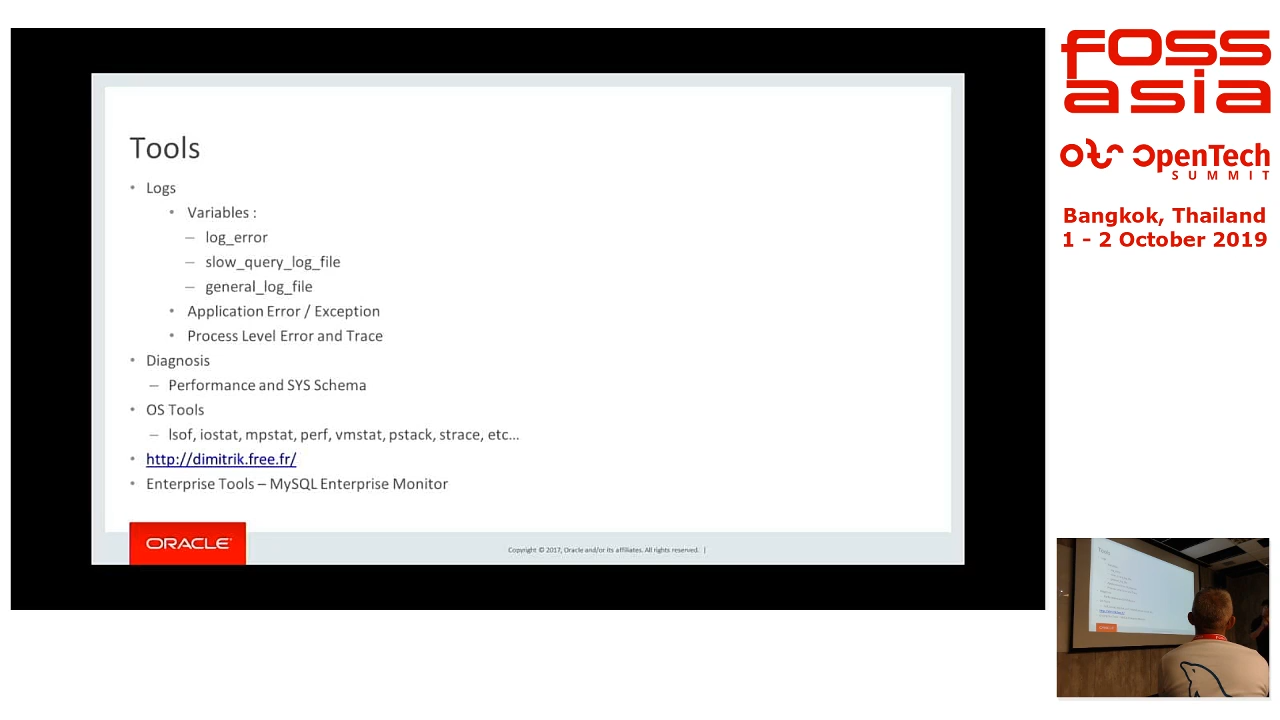 Tools
• Logs
• Variables :
– log_error
– slow_query_log_file
– general_log_file
• Application Error / Exception
• Process Level Error and Trace
• Diagnosis
– Performance and SYS Schema
• OS Tools
– lsof, iostat, mpstat, perf, vmstat, pstack, strace, etc...
• http://dimitrik.free.fr/
• Enterprise Tools – MySQL Enterprise Monitor
ORACLE
Copyright © 2017, Oracle and/or its affiliates. All rights reserved. |
FOSS
asia
OpenTech
SUMMIT
Bangkok, Thailand
1 - 2 October 2019